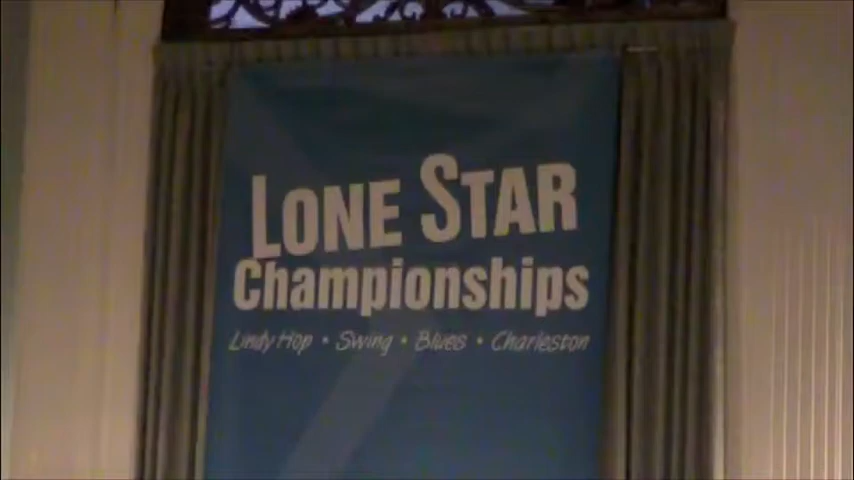 LONE STAR
Championships
Lindy Hop • Swing • Blues • Charleston